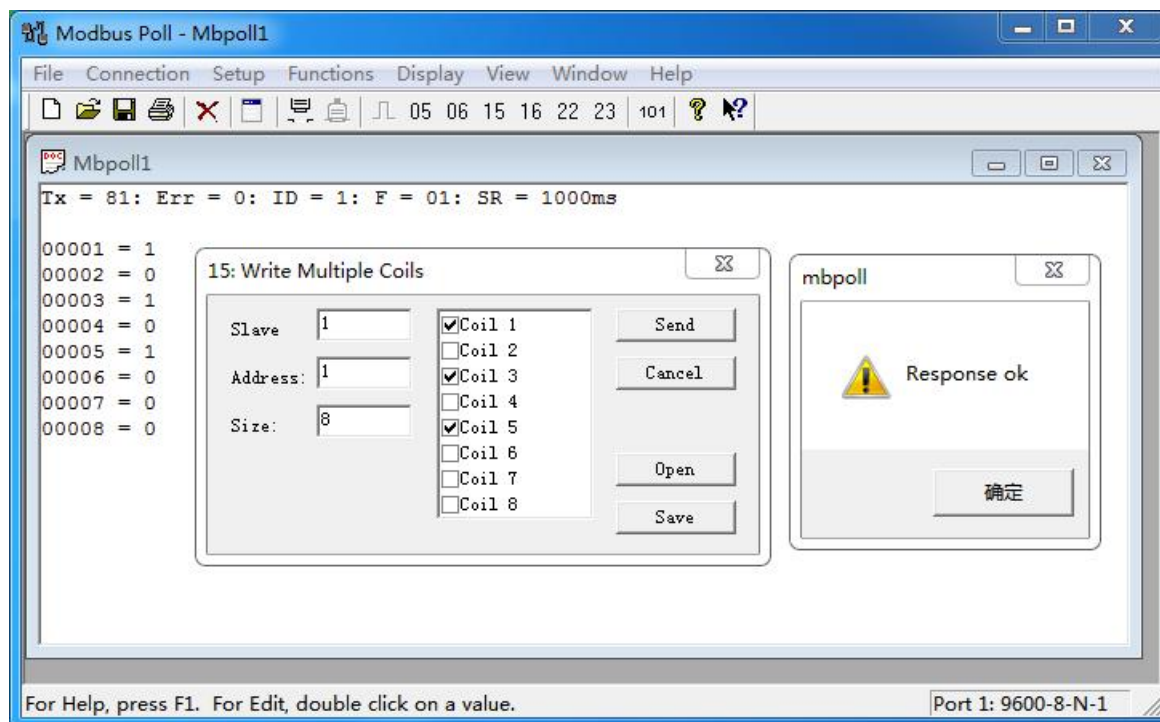 Modbus Poll - Mbpoll1
File Connection Setup Functions Display View Window Help
05 06 15 16 22 23 101
Mbpoll1
Tx = 81: Err = 0: ID = 1: F = 01: SR = 1000ms
00001 = 1
00002 = 0
00003 = 1
00004 = 0
00005 = 1
00006 = 0
00007 = 0
00008 = 0
15: Write Multiple Coils
Slave 1
Address: 1
Size: 8
Coil 1
Coil 2
Coil 3
Coil 4
Coil 5
Coil 6
Coil 7
Coil 8
Send
Cancel
Open
Save
mbpoll
Response ok
确定
For Help, press F1. For Edit, double click on a value.
Port 1: 9600-8-N-1